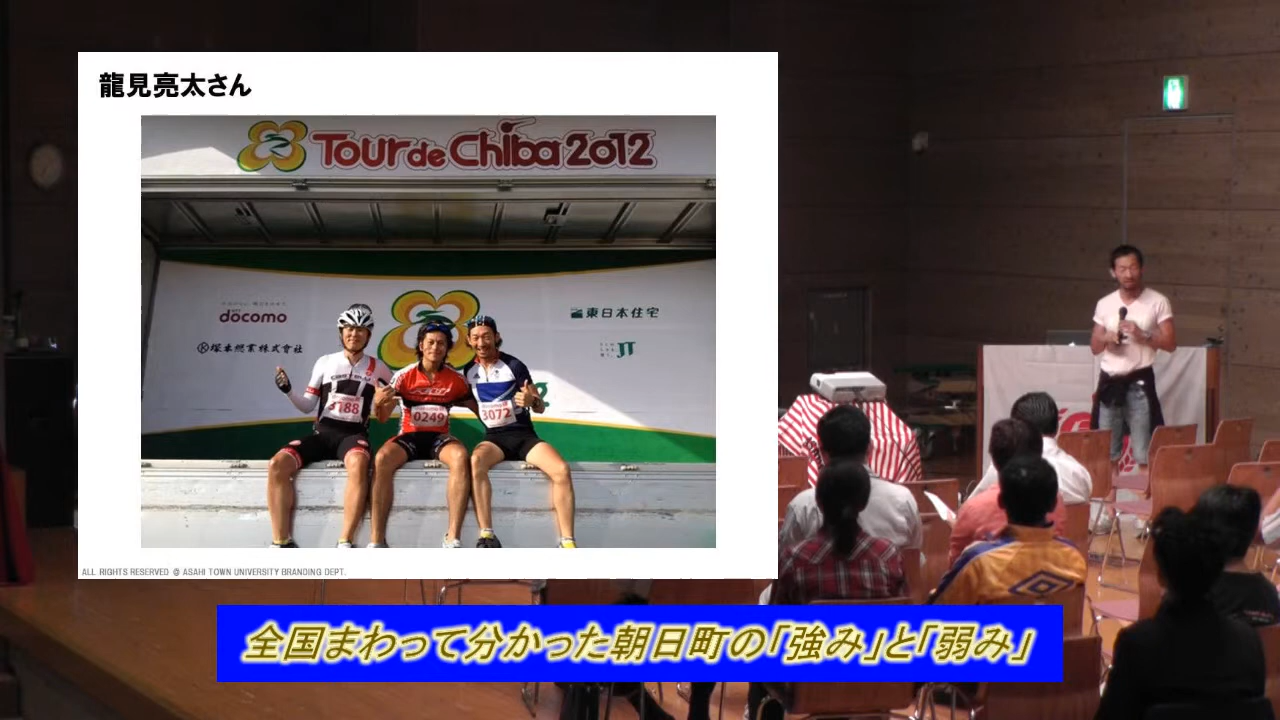 龍見亮太さん
Tour de Chiba 2012
docomo
東日本住宅
塚本總業株式会社
JT
3188
0249
3072
ALL RIGHTS RESERVED @ ASAHI TOWN UNIVERSITY BRANDING DEPT.
全国まわって分かった朝日町の「強み」と「弱み」